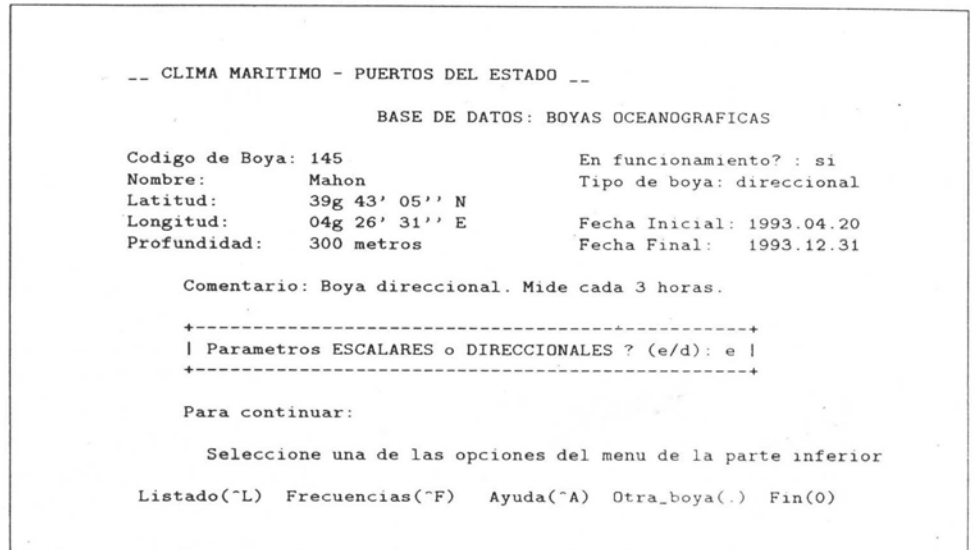 __ CLIMA MARITIMO - PUERTOS DEL ESTADO __
BASE DE DATOS: BOYAS OCEANOGRAFICAS
Codigo de Boya: 145 En funcionamiento? : si
Nombre: Mahon Tipo de boya: direccional
Latitud: 39g 43' 05'' N
Longitud: 04g 26' 31'' E Fecha Inicial: 1993.04.20
Profundidad: 300 metros Fecha Final: 1993.12.31
Comentario: Boya direccional. Mide cada 3 horas.
+------------------------------------------------+
| Parametros ESCALARES o DIRECCIONALES ? (e/d): e |
+------------------------------------------------+
Para continuar:
Seleccione una de las opciones del menu de la parte inferior
Listado(^L) Frecuencias(^F) Ayuda(^A) Otra_boya(.) Fin(0)